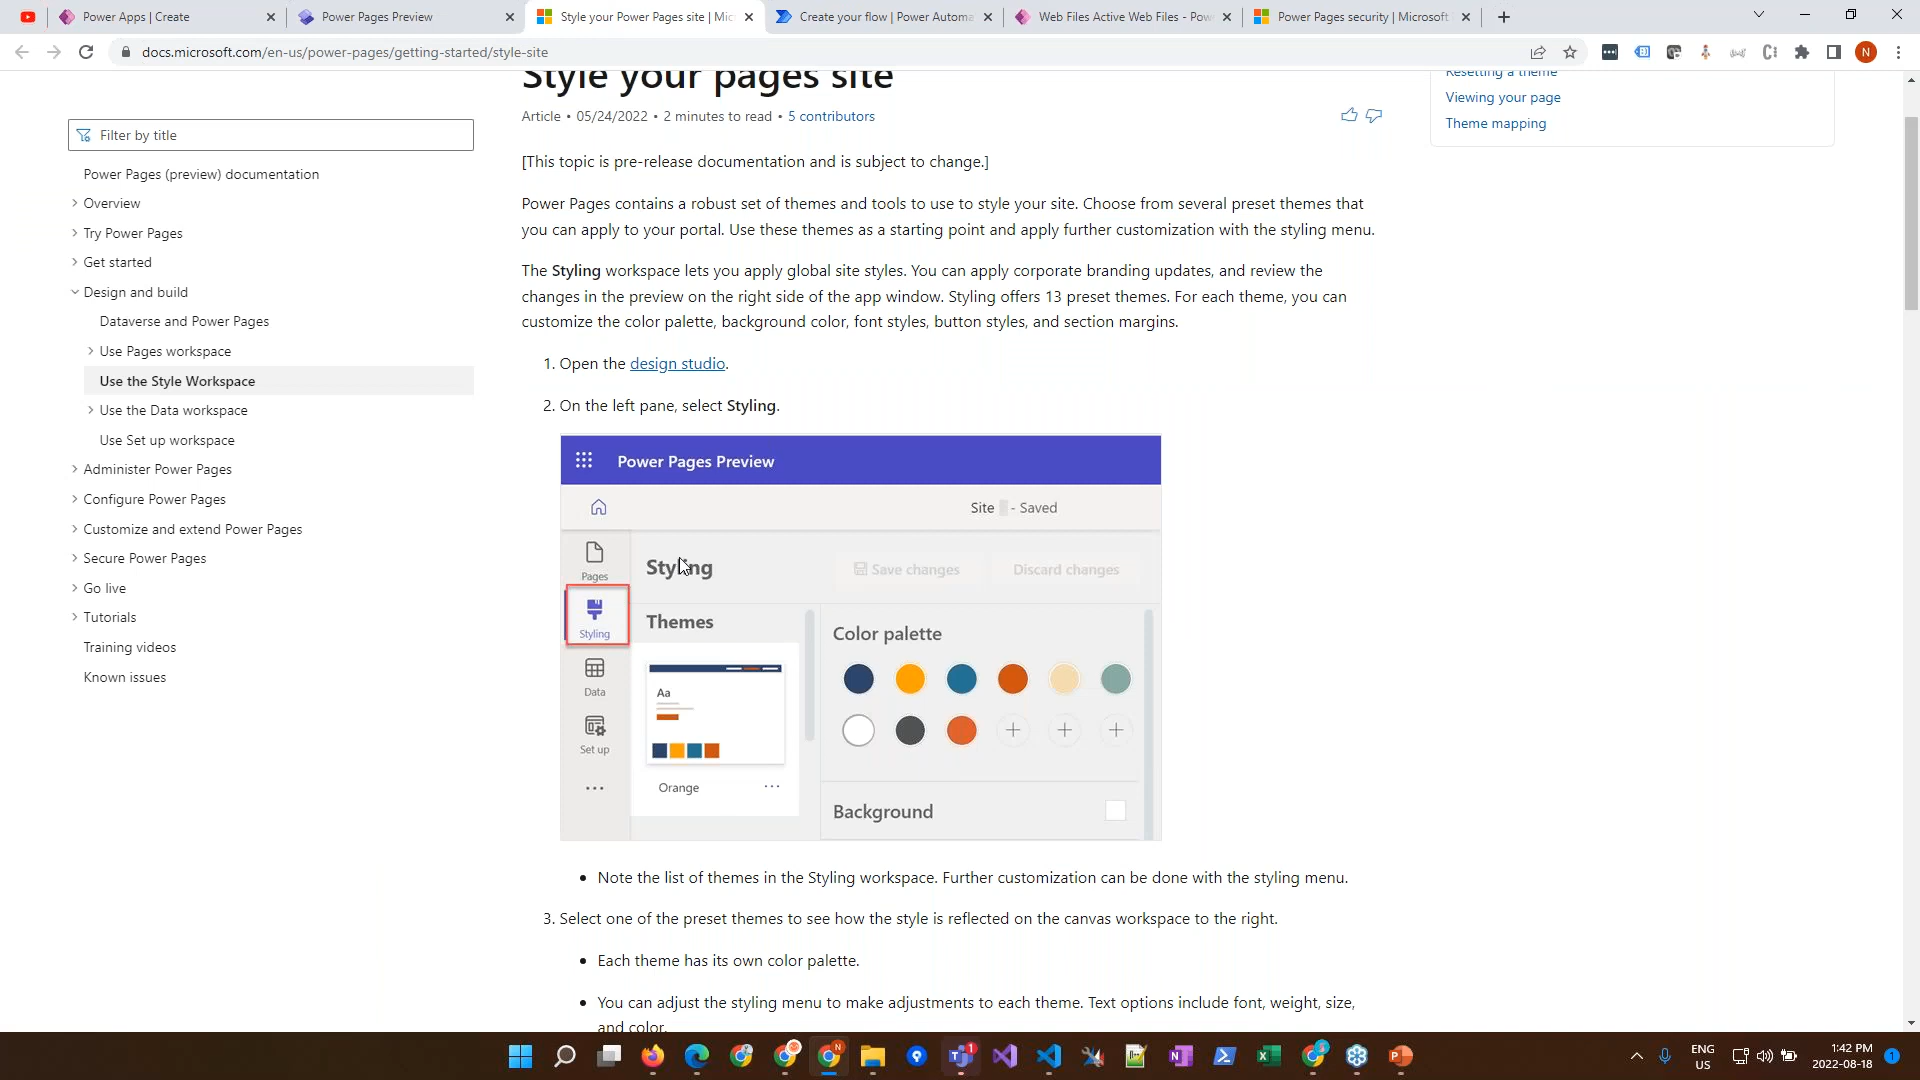 Power Apps | Create
Power Pages Preview
Style your Power Pages site | Mic
Create your flow | Power Automa
Web Files Active Web Files - Pow
Power Pages security | Microsoft
docs.microsoft.com/en-us/power-pages/getting-started/style-site
N
Style your pages site
Article • 05/24/2022 • 2 minutes to read • 5 contributors
Resetting a theme
Viewing your page
Theme mapping
Filter by title
Power Pages (preview) documentation
Overview
Try Power Pages
Get started
Design and build
Dataverse and Power Pages
Use Pages workspace
Use the Style Workspace
Use the Data workspace
Use Set up workspace
Administer Power Pages
Configure Power Pages
Customize and extend Power Pages
Secure Power Pages
Go live
Tutorials
Training videos
Known issues
[This topic is pre-release documentation and is subject to change.]
Power Pages contains a robust set of themes and tools to use to style your site. Choose from several preset themes that
you can apply to your portal. Use these themes as a starting point and apply further customization with the styling menu.
The Styling workspace lets you apply global site styles. You can apply corporate branding updates, and review the
changes in the preview on the right side of the app window. Styling offers 13 preset themes. For each theme, you can
customize the color palette, background color, font styles, button styles, and section margins.
1. Open the design studio.
2. On the left pane, select Styling.
Power Pages Preview
Site - Saved
Pages
Styling
Data
Set up
Styling
Save changes
Discard changes
Themes
Aa
Orange
Color palette
Background
• Note the list of themes in the Styling workspace. Further customization can be done with the styling menu.
3. Select one of the preset themes to see how the style is reflected on the canvas workspace to the right.
• Each theme has its own color palette.
• You can adjust the styling menu to make adjustments to each theme. Text options include font, weight, size,
and color.
ENG
US
1:42 PM
2022-08-18
1